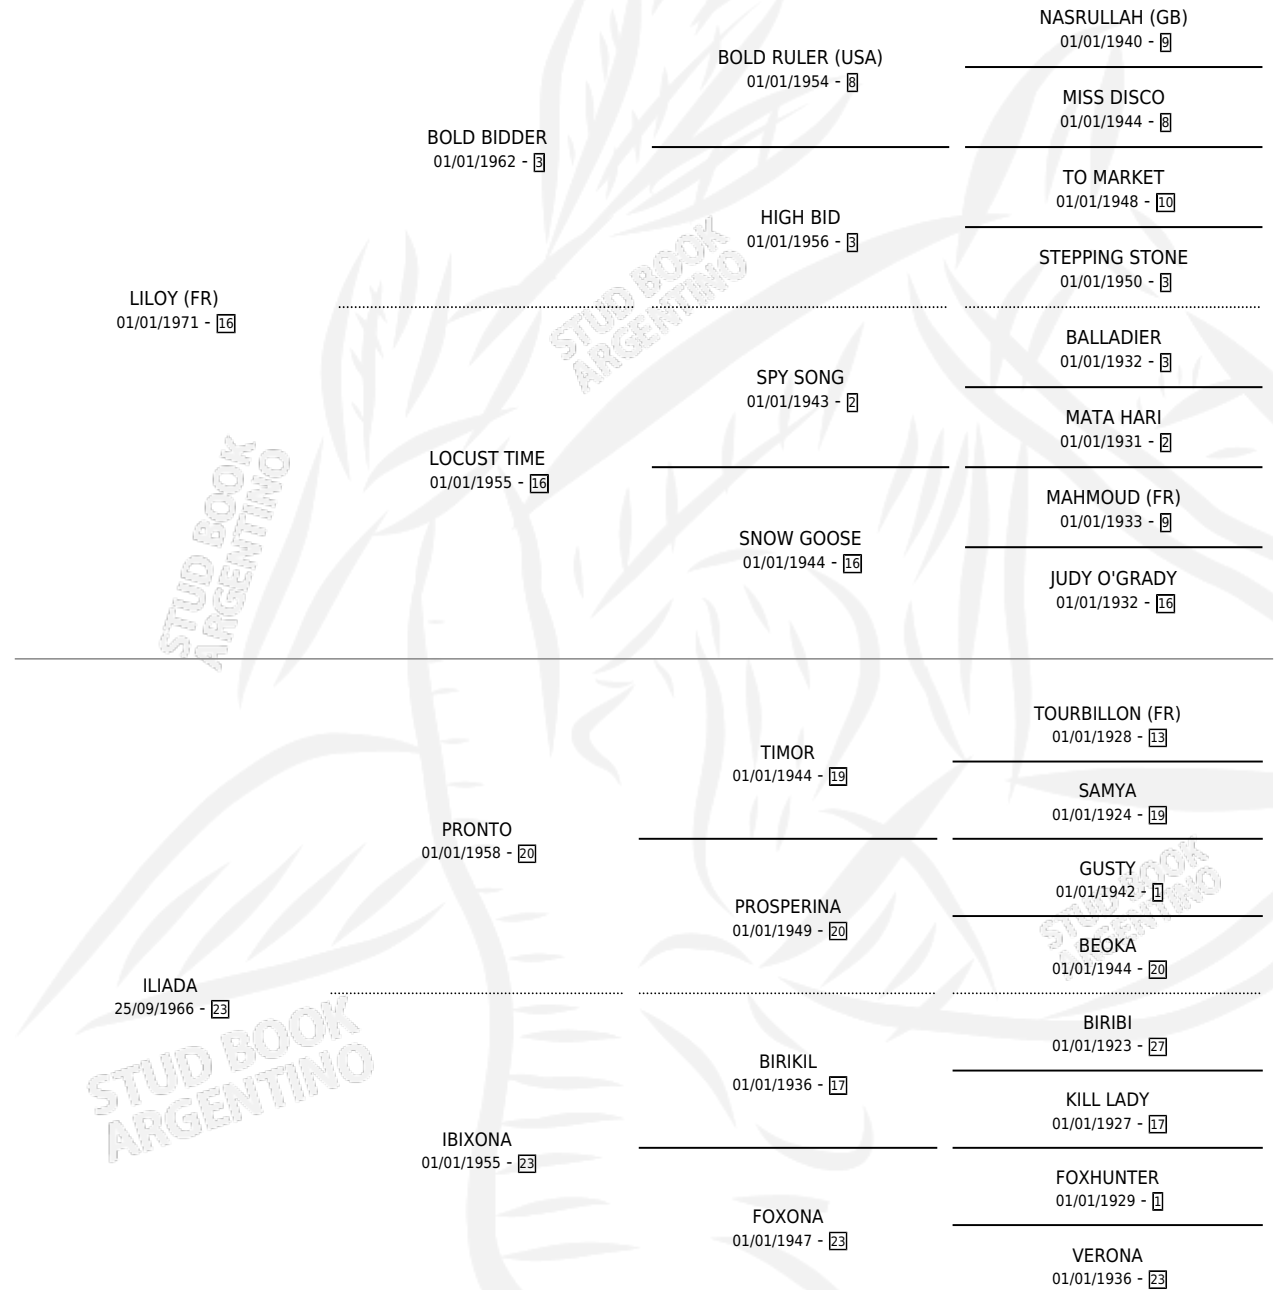 NASRULLAH (GB)
01/01/1940 - 9
BOLD RULER (USA)
01/01/1954 - 8
MISS DISCO
01/01/1944 - 8
BOLD BIDDER
01/01/1962 - 3
TO MARKET
01/01/1948 - 10
HIGH BID
01/01/1956 - 3
STEPPING STONE
01/01/1950 - 3
LILOY (FR)
01/01/1971 - 16
BALLADIER
01/01/1932 - 3
SPY SONG
01/01/1943 - 2
MATA HARI
01/01/1931 - 2
LOCUST TIME
01/01/1955 - 16
MAHMOUD (FR)
01/01/1933 - 9
SNOW GOOSE
01/01/1944 - 16
JUDY O'GRADY
01/01/1932 - 16
TOURBILLON (FR)
01/01/1928 - 13
TIMOR
01/01/1944 - 19
SAMYA
01/01/1924 - 19
PRONTO
01/01/1958 - 20
GUSTY
01/01/1942 - 1
PROSPERINA
01/01/1949 - 20
BEOKA
01/01/1944 - 20
ILIADA
25/09/1966 - 23
BIRIBI
01/01/1923 - 27
BIRIKIL
01/01/1936 - 17
KILL LADY
01/01/1927 - 17
IBIXONA
01/01/1955 - 23
FOXHUNTER
01/01/1929 - 1
FOXONA
01/01/1947 - 23
VERONA
01/01/1936 - 23
STUD BOOK
ARGENTINO
STUD BOOK
ARGENTINO
STUD BOOK
ARGENTINO
STUD BOOK
ARGENTINO